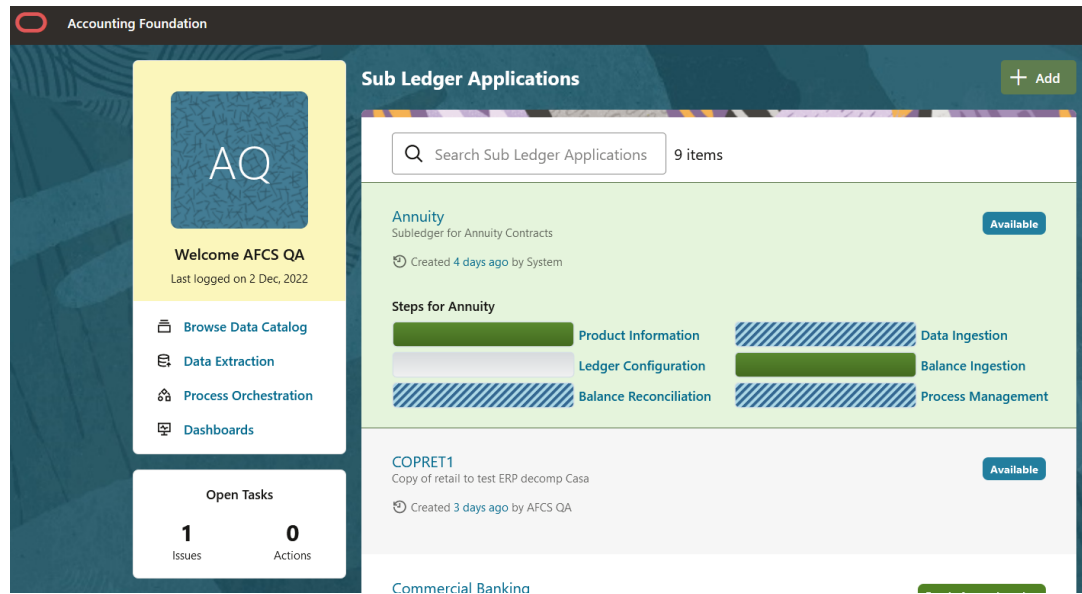 Accounting Foundation
AQ
Welcome AFCS QA
Last logged on 2 Dec, 2022
Browse Data Catalog
Data Extraction
Process Orchestration
Dashboards
Open Tasks
1 0
Issues Actions
Sub Ledger Applications
+ Add
Search Sub Ledger Applications 9 items
Annuity
Available
Subledger for Annuity Contracts
Created 4 days ago by System
Steps for Annuity
Product Information Data Ingestion
Ledger Configuration Balance Ingestion
Balance Reconciliation Process Management
COPRET1
Available
Copy of retail to test ERP decomp Casa
Created 3 days ago by AFCS QA
Commercial Banking